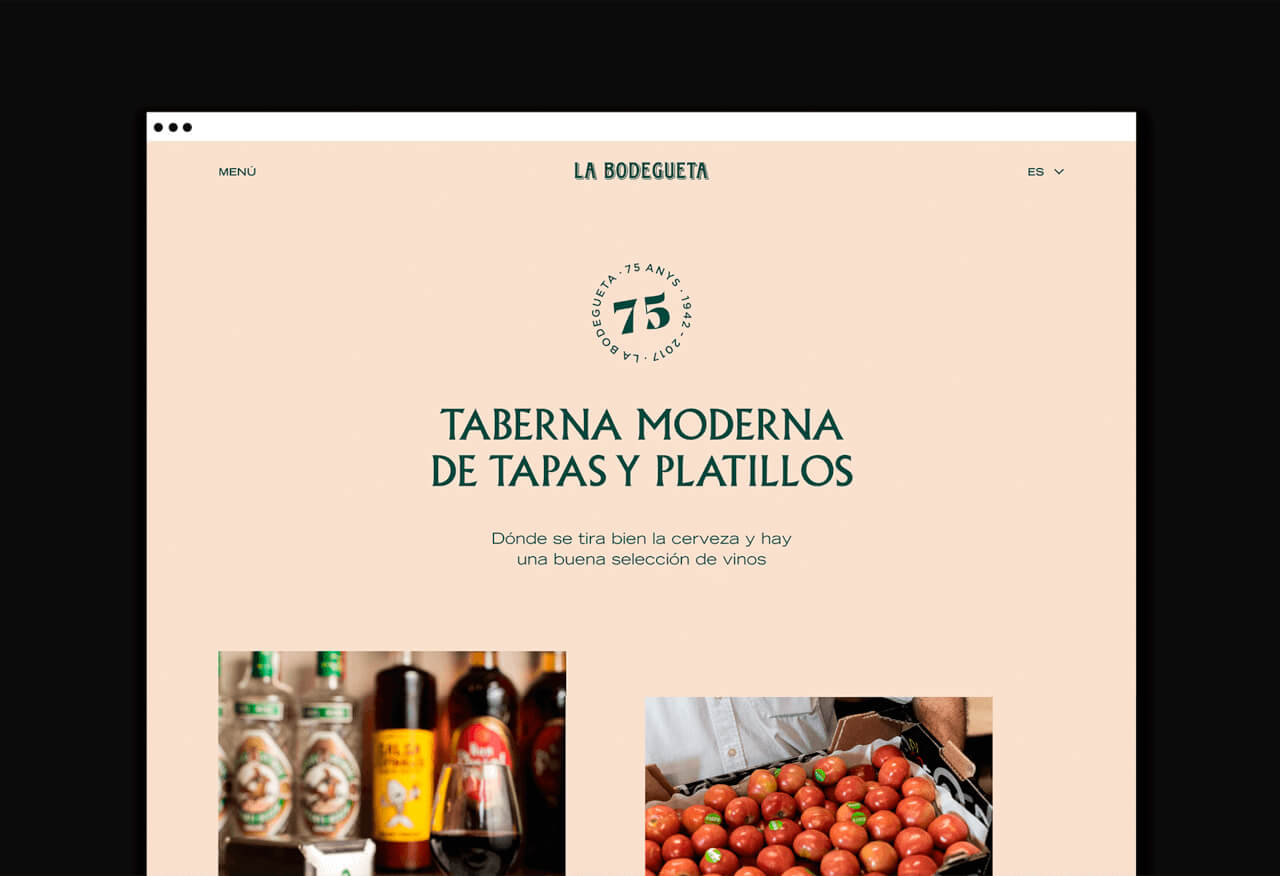 MENÚ
LA BODEGUETA
ES
LA BODEGUETA · 75 ANYS · 1942 - 2017 ·
75
TABERNA MODERNA
DE TAPAS Y PLATILLOS
Dónde se tira bien la cerveza y hay
una buena selección de vinos
SALSA